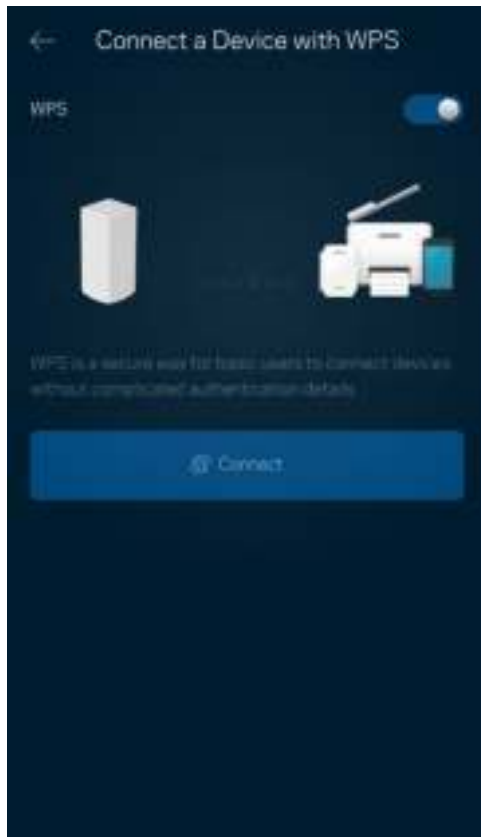 Connect a Device with WPS
WPS
WPS is a secure way for basic users to connect devices
without complicated authentication details.
Connect